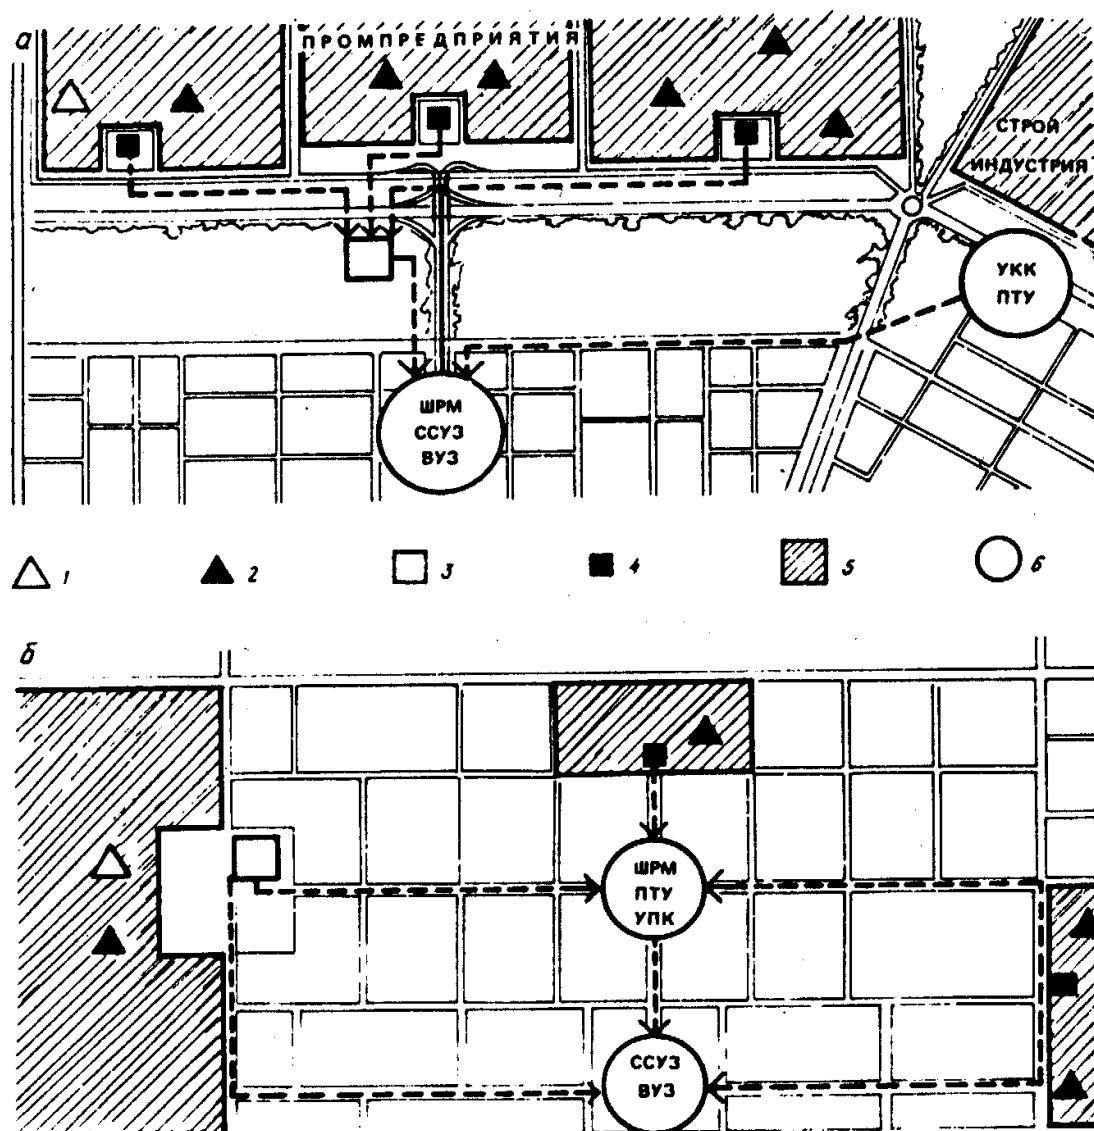 а
ПРОМПРЕДПРИЯТИЯ
СТРОЙ
ИНДУСТРИЯ
УКК
ПТУ
ШРМ
ССУЗ
ВУЗ
1
2
3
4
5
6
б
ШРМ
ПТУ
УПК
ССУЗ
ВУЗ